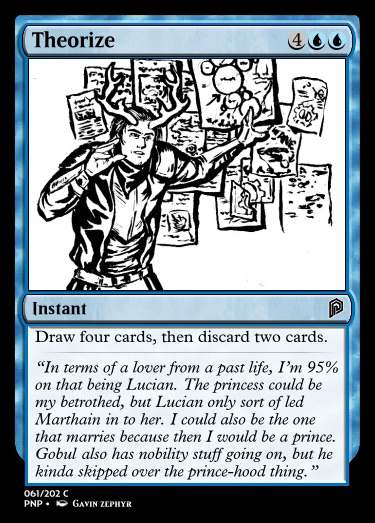 Theorize 4
Instant
Draw four cards, then discard two cards.
“In terms of a lover from a past life, I’m 95%
on that being Lucian. The princess could be
my betrothed, but Lucian only sort of led
Marthain in to her. I could also be the one
that marries because then I would be a prince.
Gobul also has nobility stuff going on, but he
kinda skipped over the prince-hood thing.”
061/202 C
PNP • Gavin zephyr